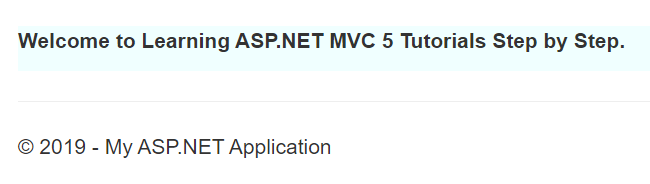 Welcome to Learning ASP.NET MVC 5 Tutorials Step by Step.
© 2019 - My ASP.NET Application